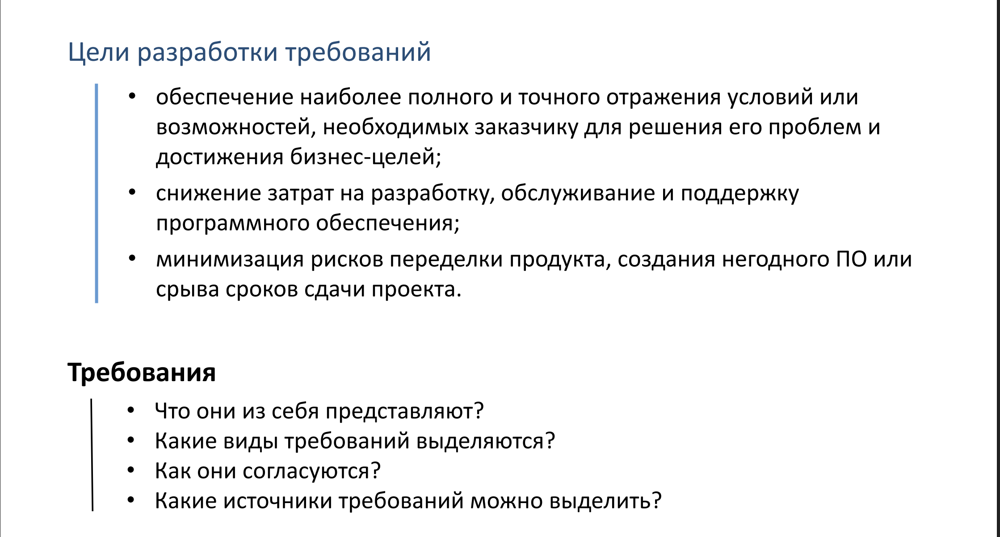 Цели разработки требований
• обеспечение наиболее полного и точного отражения условий или
возможностей, необходимых заказчику для решения его проблем и
достижения бизнес-целей;
• снижение затрат на разработку, обслуживание и поддержку
программного обеспечения;
• минимизация рисков переделки продукта, создания негодного ПО или
срыва сроков сдачи проекта.
Требования
• Что они из себя представляют?
• Какие виды требований выделяются?
• Как они согласуются?
• Какие источники требований можно выделить?